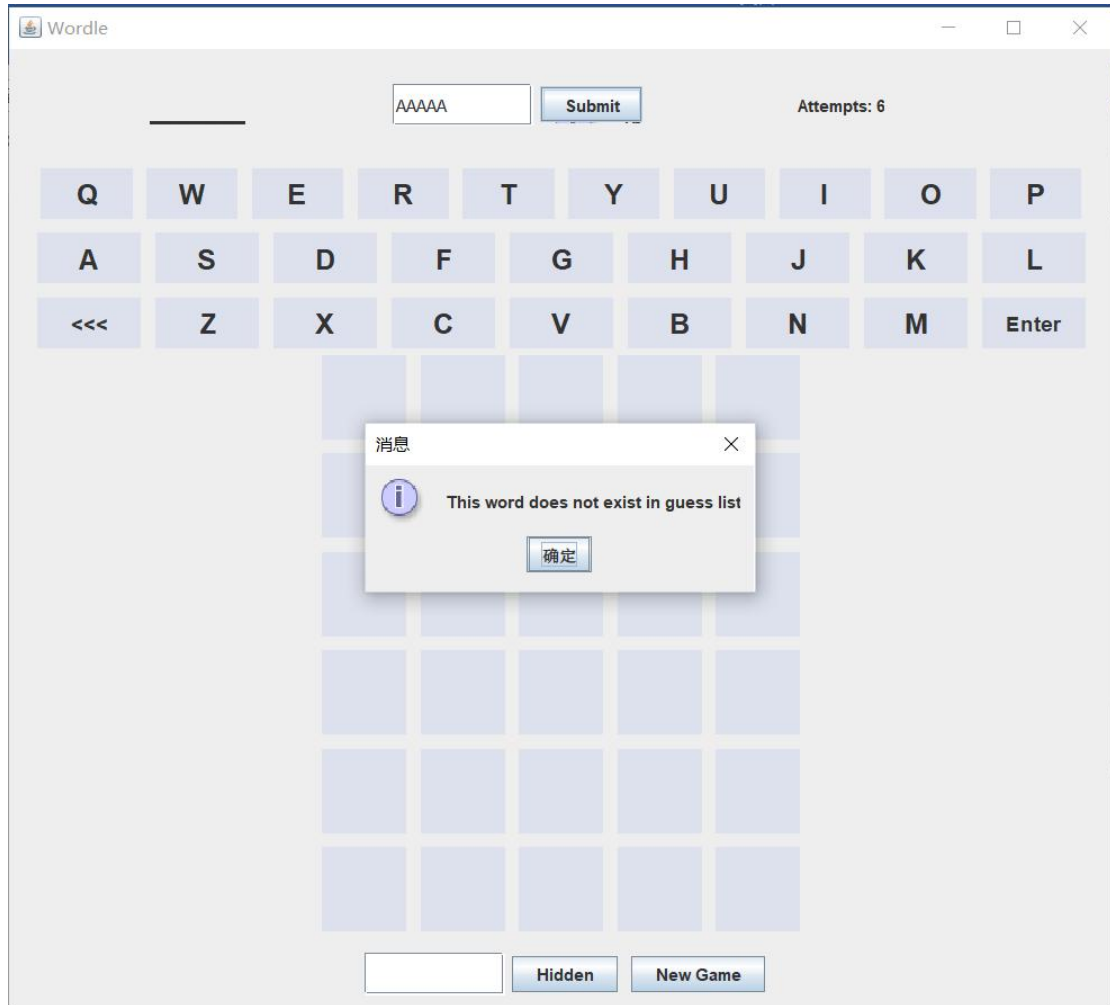 Wordle
_____
AAAAA Submit Attempts: 6
Q W E R T Y U I O P
A S D F G H J K L
<<< Z X C V B N M Enter
消息
This word does not exist in guess list
确定
Hidden New Game